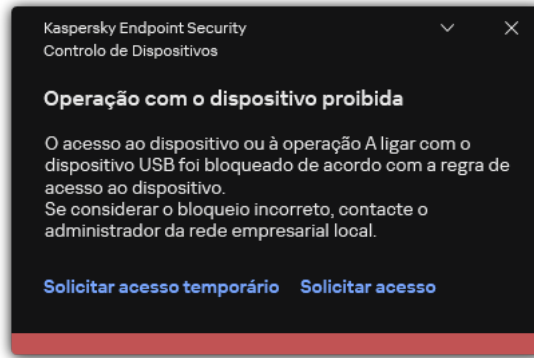 Kaspersky Endpoint Security
Controlo de Dispositivos
Operação com o dispositivo proibida
O acesso ao dispositivo ou à operação A ligar com o
dispositivo USB foi bloqueado de acordo com a regra de
acesso ao dispositivo.
Se considerar o bloqueio incorreto, contacte o
administrador da rede empresarial local.
Solicitar acesso temporário Solicitar acesso